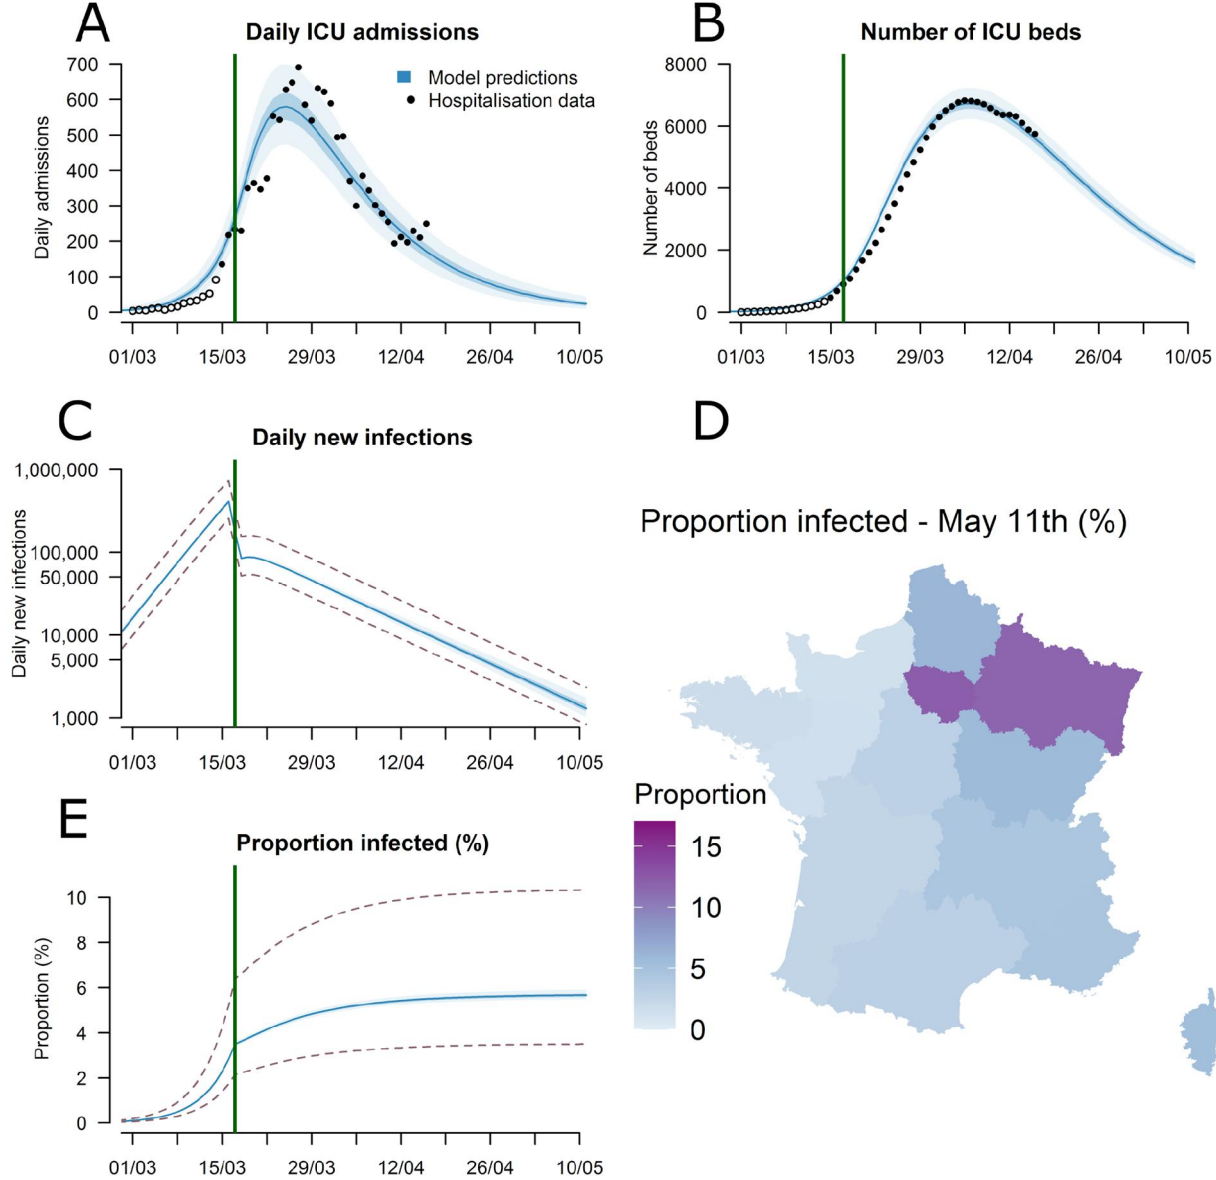 A
Daily ICU admissions
700
600
500
400
300
200
100
0
Daily admissions
Model predictions
Hospitalisation data
01/03 15/03 29/03 12/04 26/04 10/05
B
Number of ICU beds
8000
6000
4000
2000
0
Number of beds
01/03 15/03 29/03 12/04 26/04 10/05
C
Daily new infections
1,000,000
100,000
50,000
10,000
5,000
1,000
Daily new infections
01/03 15/03 29/03 12/04 26/04 10/05
D
Proportion infected - May 11th (%)
Proportion
15
10
5
0
E
Proportion infected (%)
10
8
6
4
2
0
Proportion (%)
01/03 15/03 29/03 12/04 26/04 10/05